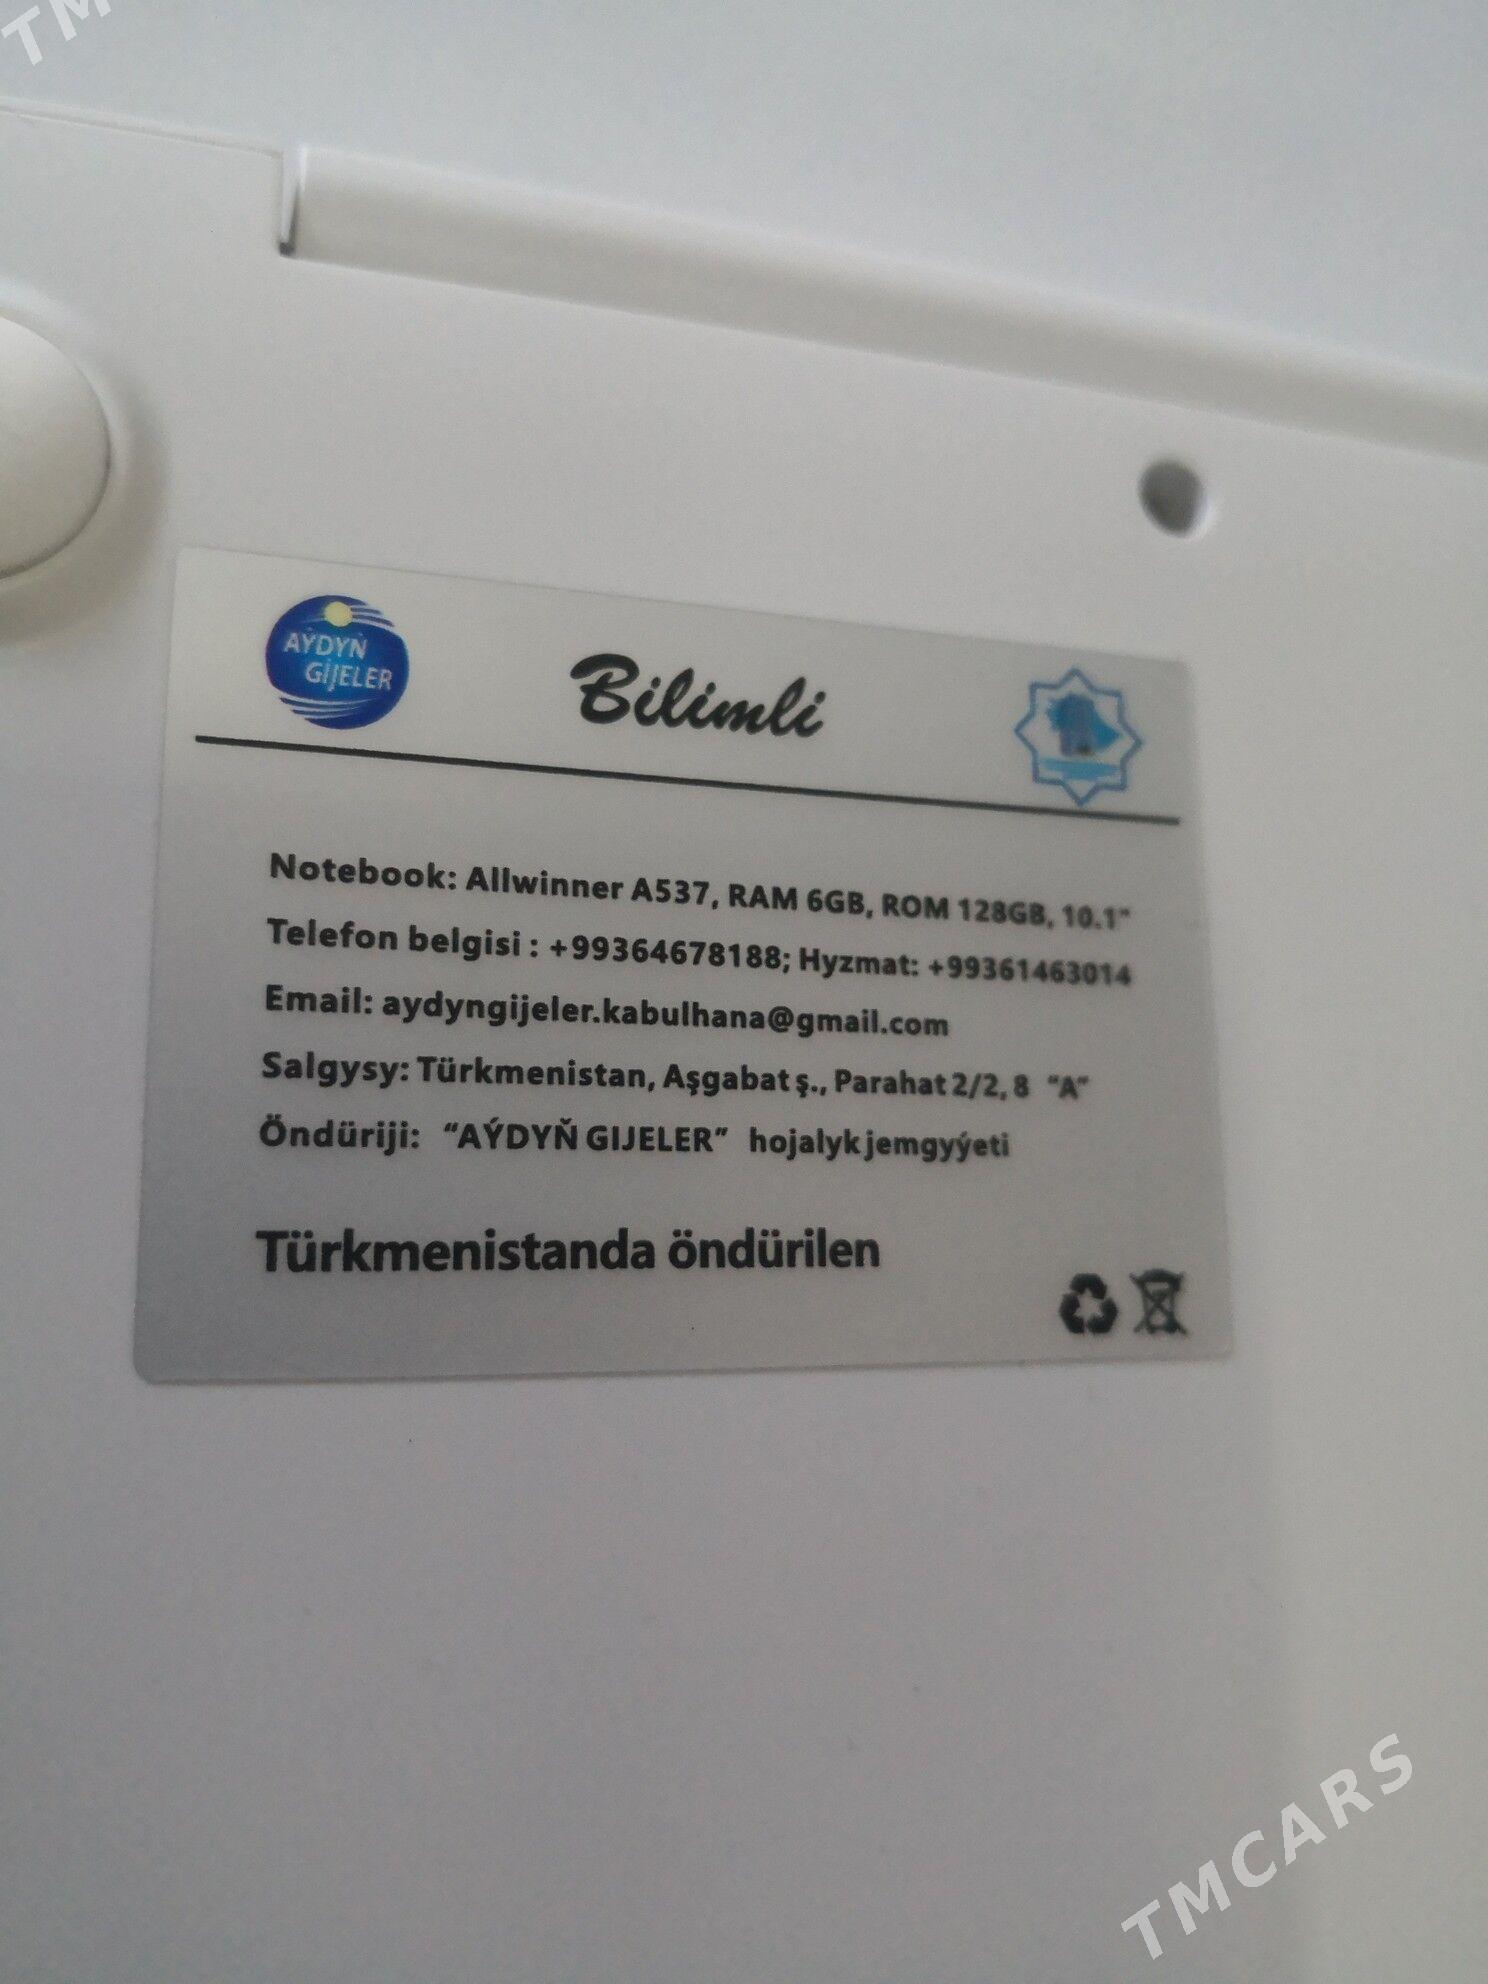 TM
AÝDYŇ
GIJELER
Bilimli
Notebook: Allwinner A537, RAM 6GB, ROM 128GB, 10.1"
Telefon belgisi : +99364678188; Hyzmat: +99361463014
Email: aydyngijeler.kabulhana@gmail.com
Salgysy: Türkmenistan, Aşgabat ş., Parahat 2/2, 8 "A"
Öndüriji: "AÝDYŇ GIJELER" hojalyk jemgyýeti
Türkmenistanda öndürilen
TMCARS